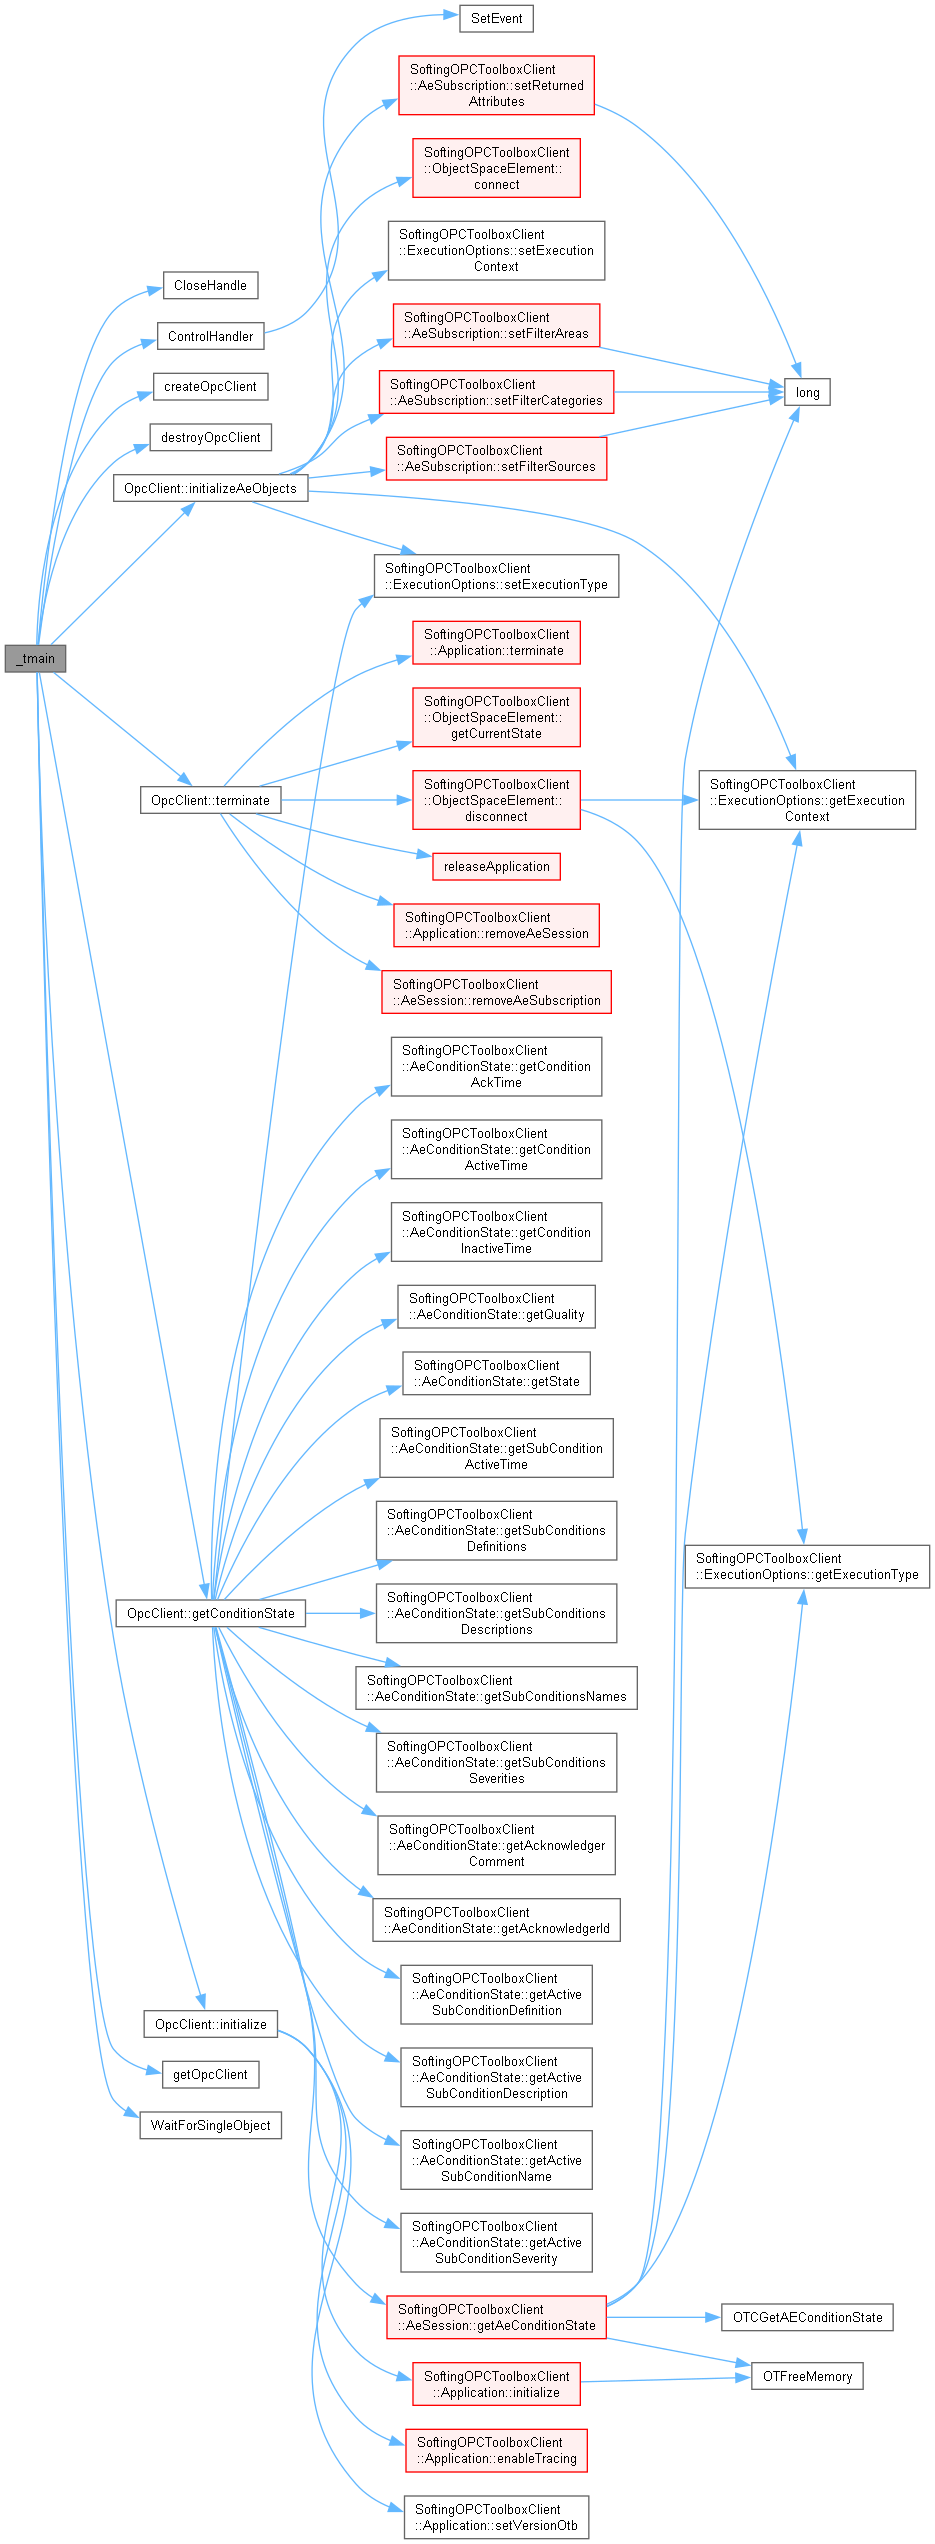 SetEvent
SoftingOPCToolboxClient
::AeSubscription::setReturned
Attributes
SoftingOPCToolboxClient
::ObjectSpaceElement::
connect
SoftingOPCToolboxClient
::ExecutionOptions::setExecution
Context
CloseHandle
SoftingOPCToolboxClient
::AeSubscription::setFilterAreas
ControlHandler
createOpcClient
SoftingOPCToolboxClient
::AeSubscription::setFilterCategories
long
destroyOpcClient
SoftingOPCToolboxClient
::AeSubscription::setFilterSources
OpcClient::initializeAeObjects
SoftingOPCToolboxClient
::ExecutionOptions::setExecutionType
_tmain
SoftingOPCToolboxClient
::Application::terminate
SoftingOPCToolboxClient
::ObjectSpaceElement::
getCurrentState
OpcClient::terminate
SoftingOPCToolboxClient
::ObjectSpaceElement::
disconnect
SoftingOPCToolboxClient
::ExecutionOptions::getExecution
Context
releaseApplication
SoftingOPCToolboxClient
::Application::removeAeSession
SoftingOPCToolboxClient
::AeSession::removeAeSubscription
SoftingOPCToolboxClient
::AeConditionState::getCondition
AckTime
SoftingOPCToolboxClient
::AeConditionState::getCondition
ActiveTime
SoftingOPCToolboxClient
::AeConditionState::getCondition
InactiveTime
SoftingOPCToolboxClient
::AeConditionState::getQuality
SoftingOPCToolboxClient
::AeConditionState::getState
SoftingOPCToolboxClient
::AeConditionState::getSubCondition
ActiveTime
SoftingOPCToolboxClient
::AeConditionState::getSubConditions
Definitions
SoftingOPCToolboxClient
::ExecutionOptions::getExecutionType
OpcClient::getConditionState
SoftingOPCToolboxClient
::AeConditionState::getSubConditions
Descriptions
SoftingOPCToolboxClient
::AeConditionState::getSubConditionsNames
SoftingOPCToolboxClient
::AeConditionState::getSubConditions
Severities
SoftingOPCToolboxClient
::AeConditionState::getAcknowledger
Comment
SoftingOPCToolboxClient
::AeConditionState::getAcknowledgerId
SoftingOPCToolboxClient
::AeConditionState::getActive
SubConditionDefinition
OpcClient::initialize
SoftingOPCToolboxClient
::AeConditionState::getActive
SubConditionDescription
getOpcClient
WaitForSingleObject
SoftingOPCToolboxClient
::AeConditionState::getActive
SubConditionName
SoftingOPCToolboxClient
::AeConditionState::getActive
SubConditionSeverity
SoftingOPCToolboxClient
::AeSession::getAeConditionState
OTCGetAEConditionState
OTFreeMemory
SoftingOPCToolboxClient
::Application::initialize
SoftingOPCToolboxClient
::Application::enableTracing
SoftingOPCToolboxClient
::Application::setVersionOtb